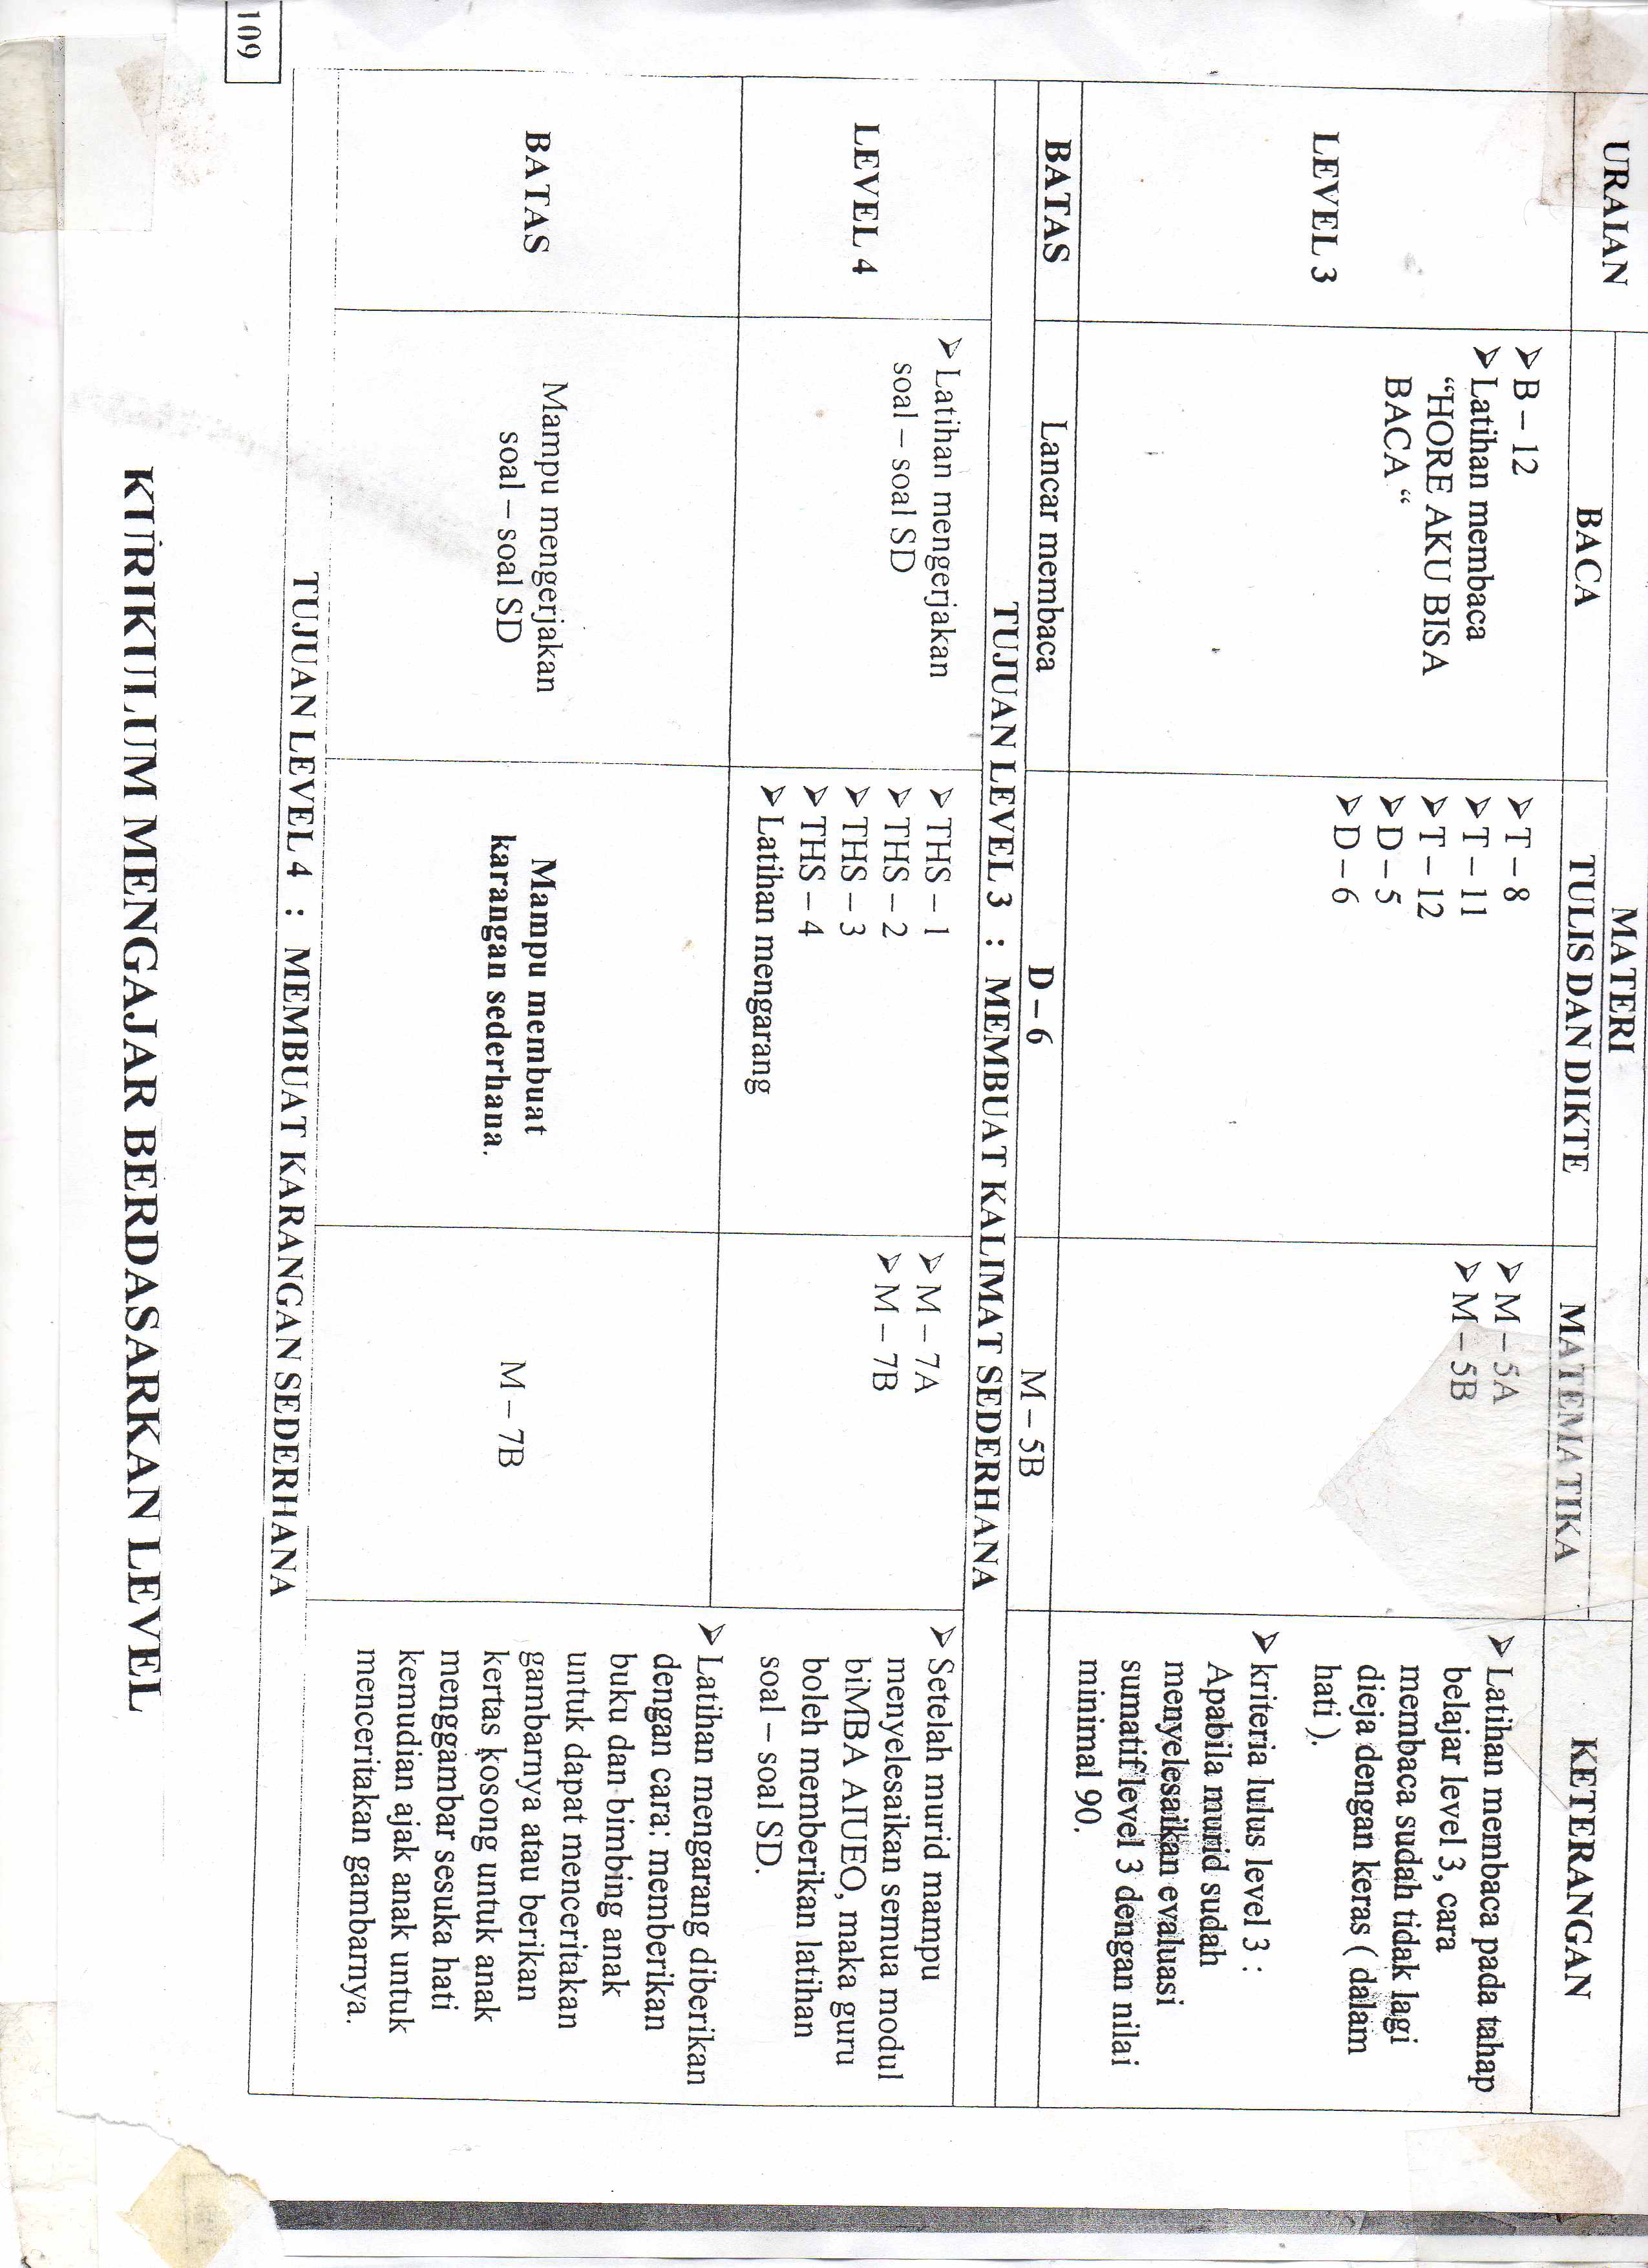 MATERI
URAIAN
BACA
TULIS DAN DIKTE
MATEMATIKA
KETERANGAN
LEVEL 3
➢ B – 12
➢ Latihan membaca
“HORE AKU BISA
BACA “
➢ T – 8
➢ T – 11
➢ T – 12
➢ D – 5
➢ D – 6
➢ M – 5A
➢ M – 5B
➢ Latihan membaca pada tahap
belajar level 3, cara
membaca sudah tidak lagi
dieja dengan keras ( dalam
hati ).
➢ kriteria lulus level 3 :
Apabila murid sudah
menyelesaikan evaluasi
sumatif level 3 dengan nilai
minimal 90.
BATAS
Lancar membaca
D – 6
M – 5B
TUJUAN LEVEL 3 : MEMBUAT KALIMAT SEDERHANA
LEVEL 4
➢ Latihan mengerjakan
soal – soal SD
➢ THS – 1
➢ THS – 2
➢ THS – 3
➢ THS – 4
➢ Latihan mengarang
➢ M – 7A
➢ M – 7B
➢ Setelah murid mampu
menyelesaikan semua modul
biMBA AIUEO, maka guru
boleh memberikan latihan
soal – soal SD.
➢ Latihan mengarang diberikan
dengan cara: memberikan
buku dan bimbing anak
untuk dapat menceritakan
gambarnya atau berikan
kertas kosong untuk anak
menggambar sesuka hati
kemudian ajak anak untuk
menceritakan gambarnya.
BATAS
Mampu mengerjakan
soal – soal SD
Mampu membuat
karangan sederhana.
M – 7B
TUJUAN LEVEL 4 : MEMBUAT KARANGAN SEDERHANA
109
KURIKULUM MENGAJAR BERDASARKAN LEVEL